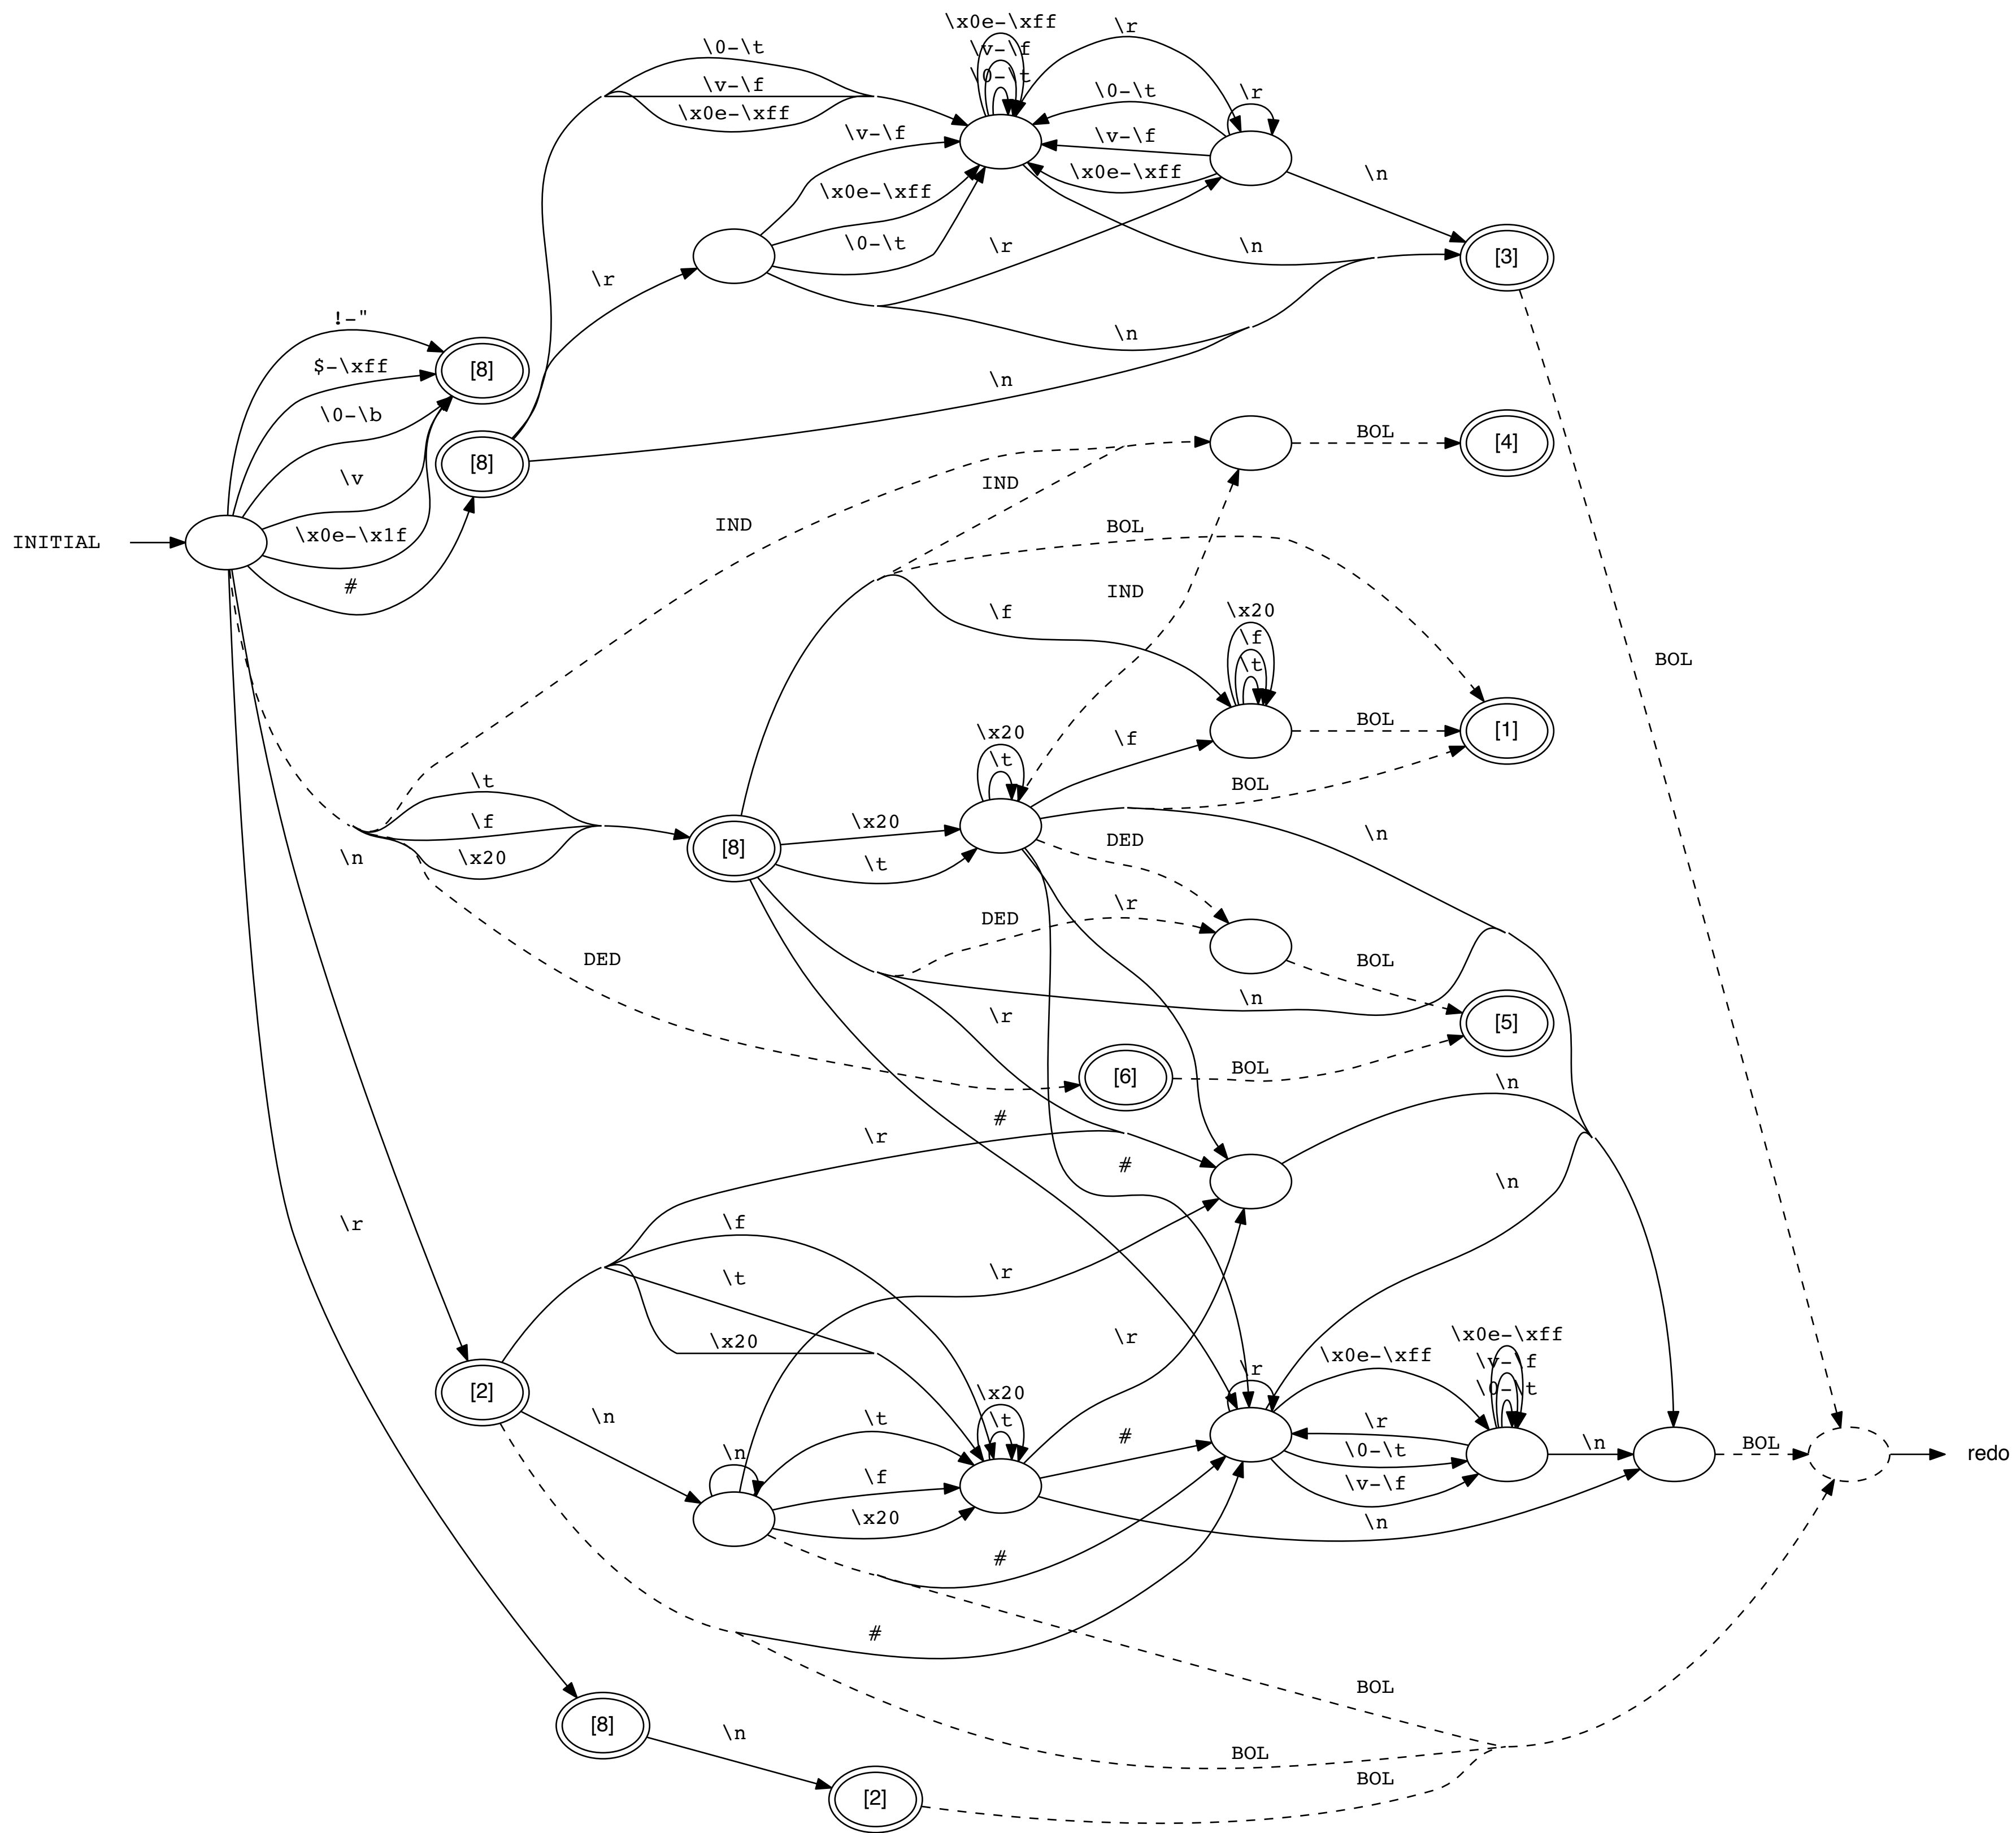 \x0e-\xff
\r
\v-\f
\0-\t
\0-\t
\v-\f
\x0e-\xff
\0-\t
\r
\v-\f
\v-\f
\x0e-\xff
\n
\x0e-\xff
\0-\t
\r
\n
[3]
\r
\n
!-"
$-\xff
[8]
\n
\0-\b
BOL
[4]
[8]
\v
IND
IND
BOL
\x0e-\x1f
INITIAL
#
IND
\f
\x20
\f
\t
BOL
BOL
[1]
\x20
\t
\f
\t
BOL
\f
\x20
\n
\x20
\t
[8]
\n
DED
\r
DED
DED
BOL
\n
\r
[5]
BOL
[6]
\n
#
\r
#
\n
\r
\f
\r
\t
\x20
\r
\x0e-\xff
\x0e-\xff
\v-\f
\0-\t
\r
[2]
\x20
\t
\n
\t
#
\r
\0-\t
\n
BOL
redo
\n
\f
\v-\f
\x20
\n
#
#
BOL
[8]
\n
BOL
BOL
[2]